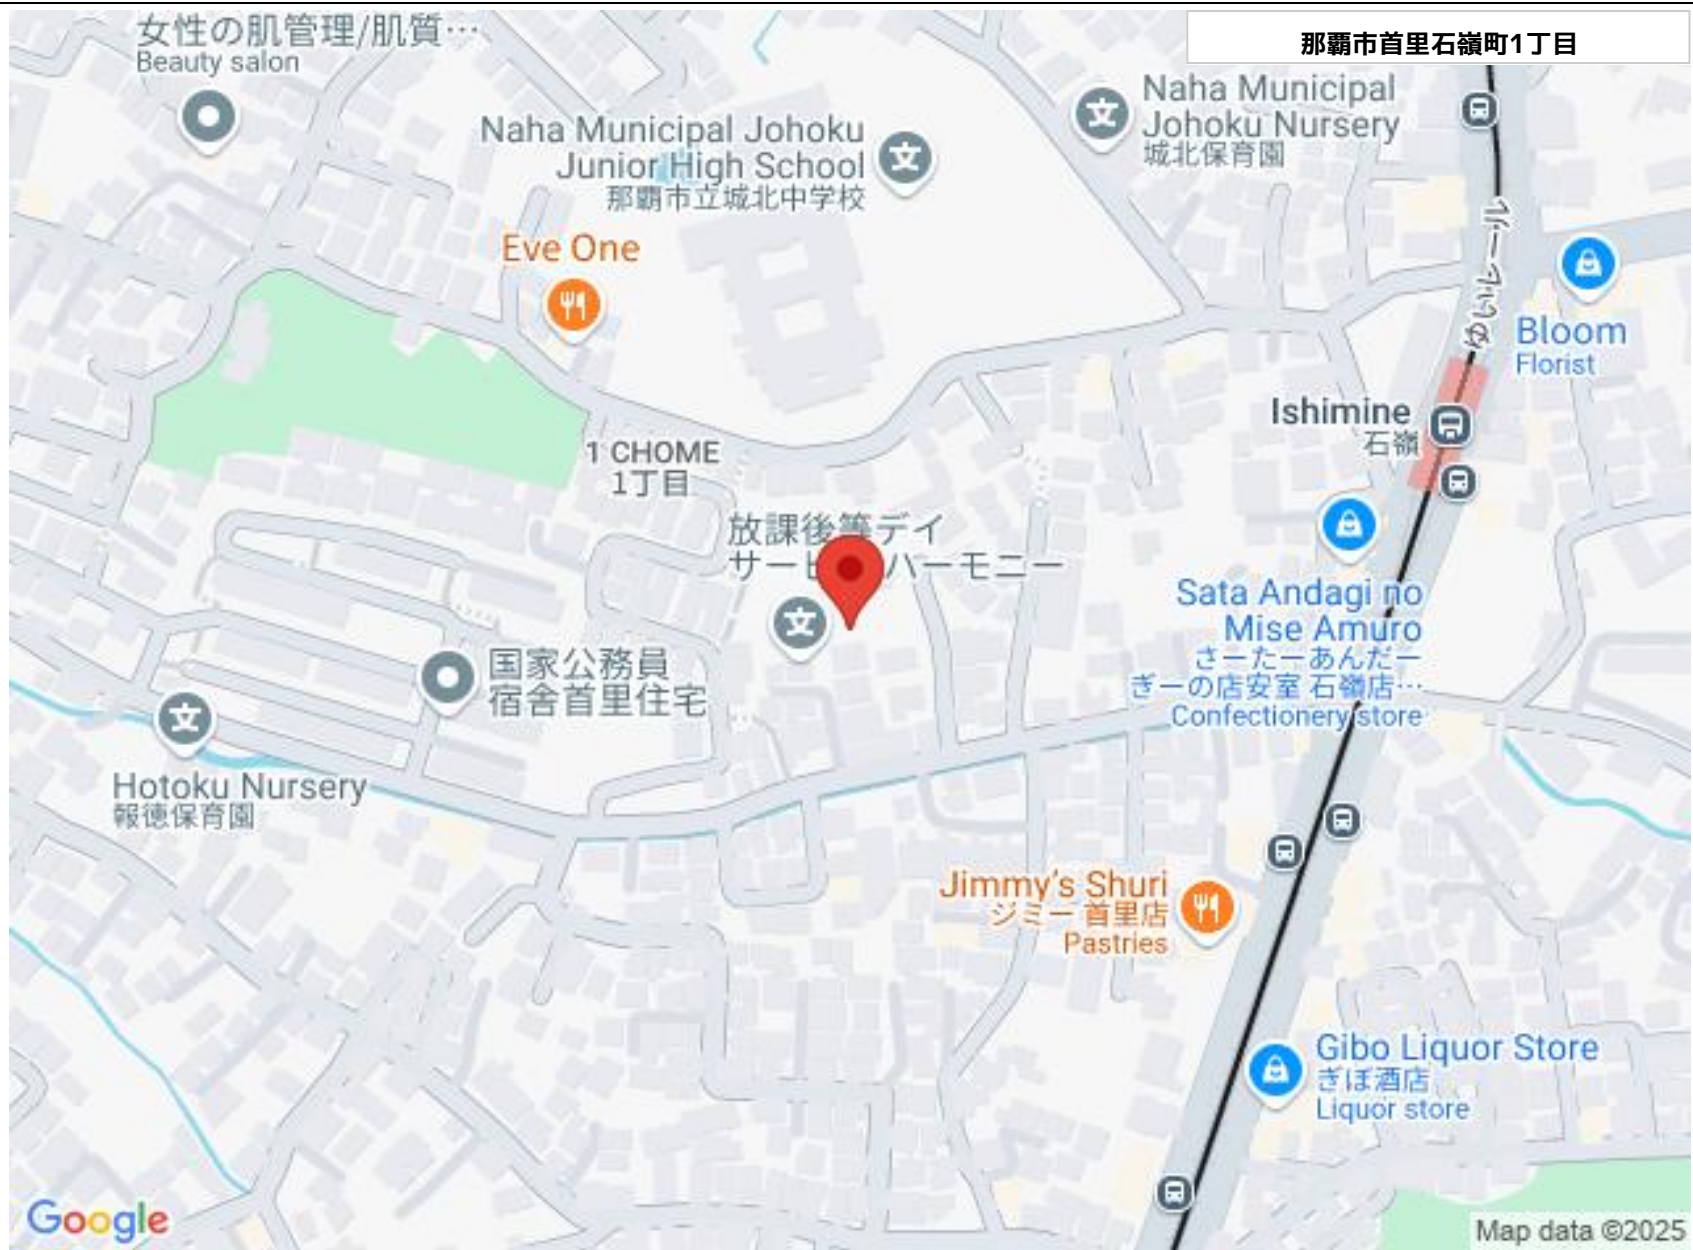 女性の肌管理/肌質…
Beauty salon
那覇市首里石嶺町1丁目
Naha Municipal
Johoku Nursery
城北保育園
Naha Municipal Johoku
Junior High School
那覇市立城北中学校
Eve One
ゆいレール
Bloom
Florist
Ishimine
石嶺
1 CHOME
1丁目
放課後等デイ
サービ ハーモニー
Sata Andagi no
Mise Amuro
さーたーあんだー
ぎーの店安室 石嶺店…
Confectionery store
国家公務員
宿舎首里住宅
Hotoku Nursery
報徳保育園
Jimmy's Shuri
ジミー 首里店
Pastries
Gibo Liquor Store
ぎぼ酒店
Liquor store
Google
Map data ©2025